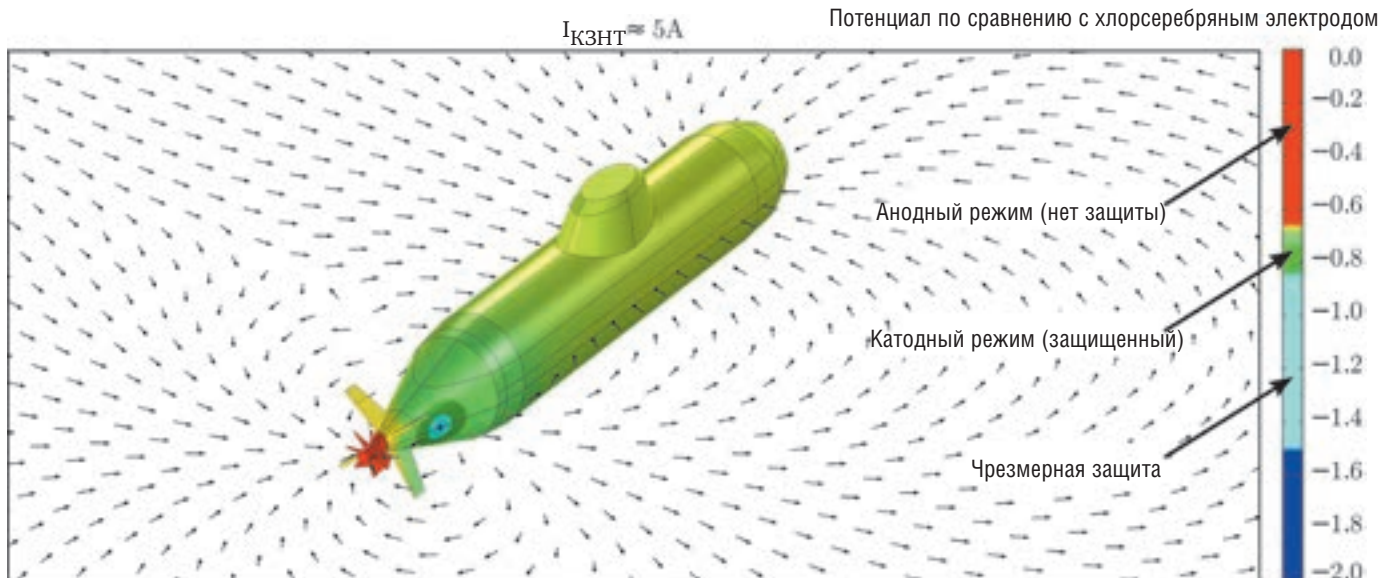 Потенциал по сравнению с хлорсеребряным электродом
IКЗНТ≈ 5A
0.0
−0.2
−0.4
−0.6
−0.8
−1.0
−1.2
−1.4
−1.6
−1.8
−2.0
Анодный режим (нет защиты)
Катодный режим (защищенный)
Чрезмерная защита